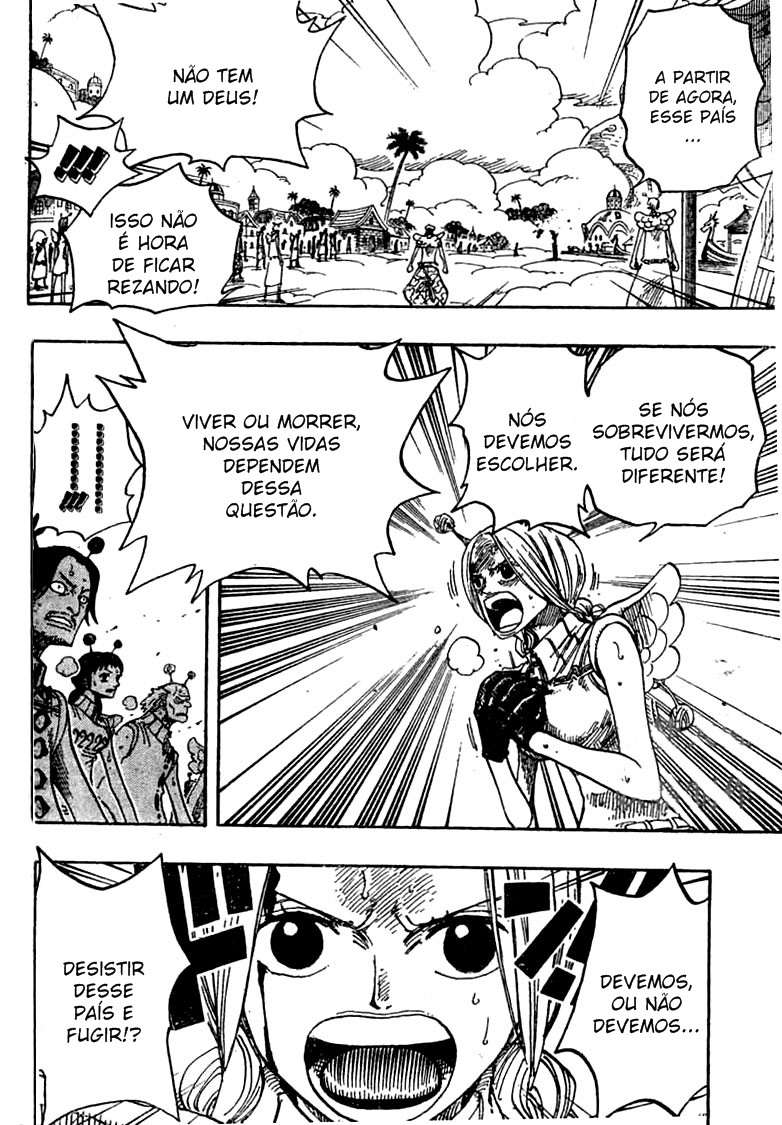 A PARTIR
DE AGORA,
ESSE PAÍS
...
NÃO TEM
UM DEUS!
ISSO NÃO
É HORA
DE FICAR
REZANDO!
!!!
SE NÓS
SOBREVIVERMOS,
TUDO SERÁ
DIFERENTE!
NÓS
DEVEMOS
ESCOLHER.
VIVER OU MORRER,
NOSSAS VIDAS
DEPENDEM
DESSA
QUESTÃO.
DEVEMOS,
OU NÃO
DEVEMOS...
DESISTIR
DESSE
PAÍS E
FUGIR!?